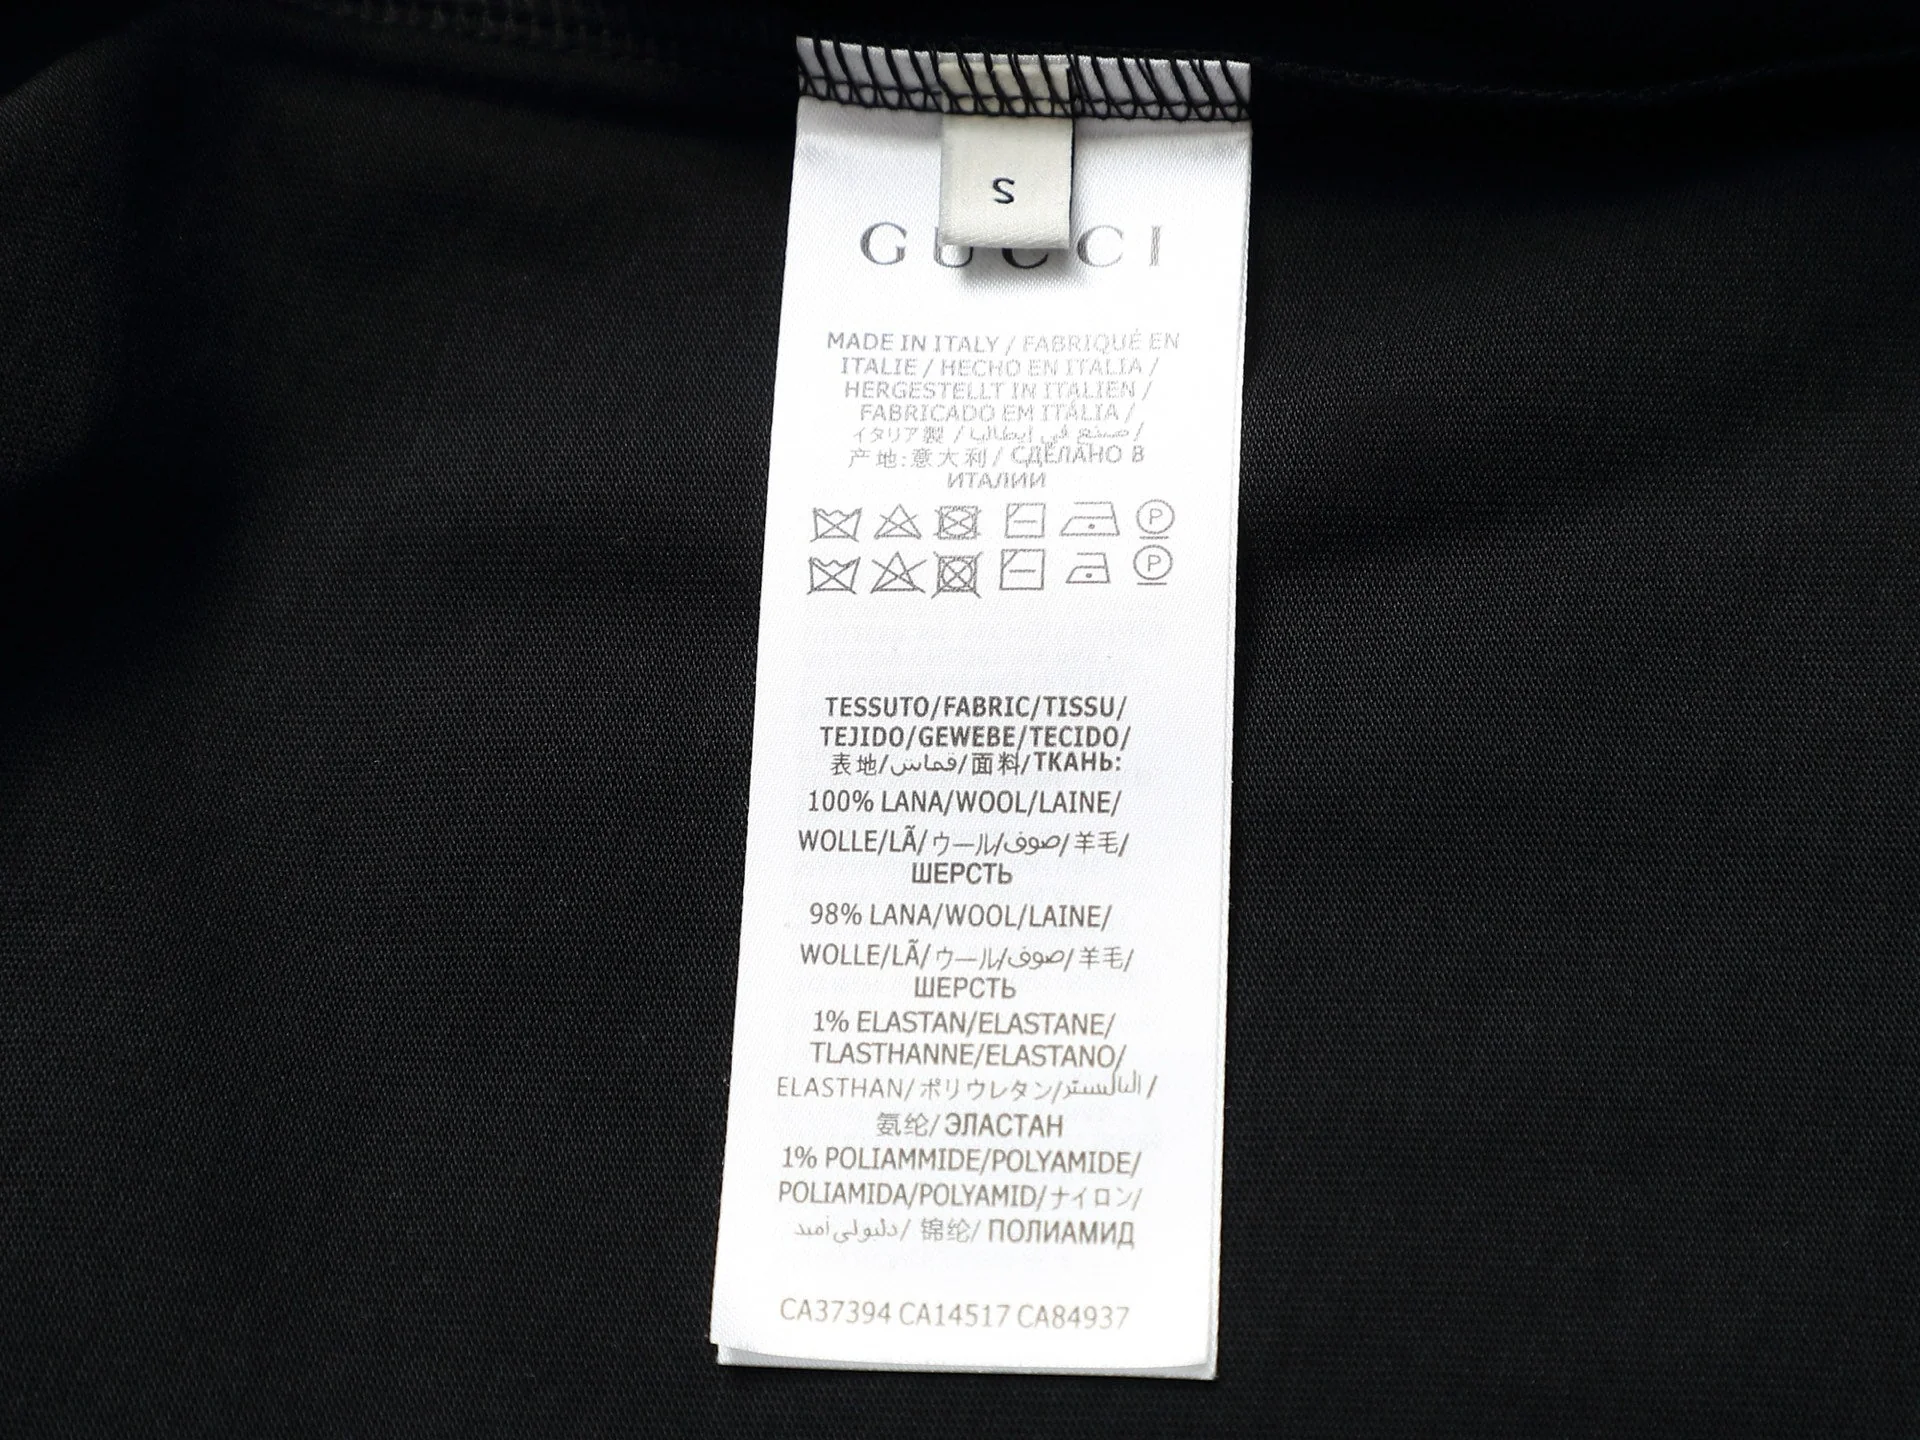 S
GUCCI
MADE IN ITALY / FABRIQUÉ EN
ITALIE / HECHO EN ITALIA /
HERGESTELLT IN ITALIEN /
FABRICADO EM ITÁLIA /
イタリア製 / صنع في إيطاليا /
产地:意大利 / СДЕЛАНО В
ИТАЛИИ
P
P
TESSUTO/FABRIC/TISSU/
TEJIDO/GEWEBE/TECIDO/
表地/قماش/面料/ТКАНЬ:
100% LANA/WOOL/LAINE/
WOLLE/LÃ/ウール/صوف/羊毛/
ШЕРСТЬ
98% LANA/WOOL/LAINE/
WOLLE/LÃ/ウール/صوف/羊毛/
ШЕРСТЬ
1% ELASTAN/ELASTANE/
TLASTHANNE/ELASTANO/
ELASTHAN/ポリウレタン/
氨纶/ЭЛАСТАН
1% POLIAMMIDE/POLYAMIDE/
POLIAMIDA/POLYAMID/ナイロン/
锦纶/ ПОЛИАМИД
CA37394 CA14517 CA84937